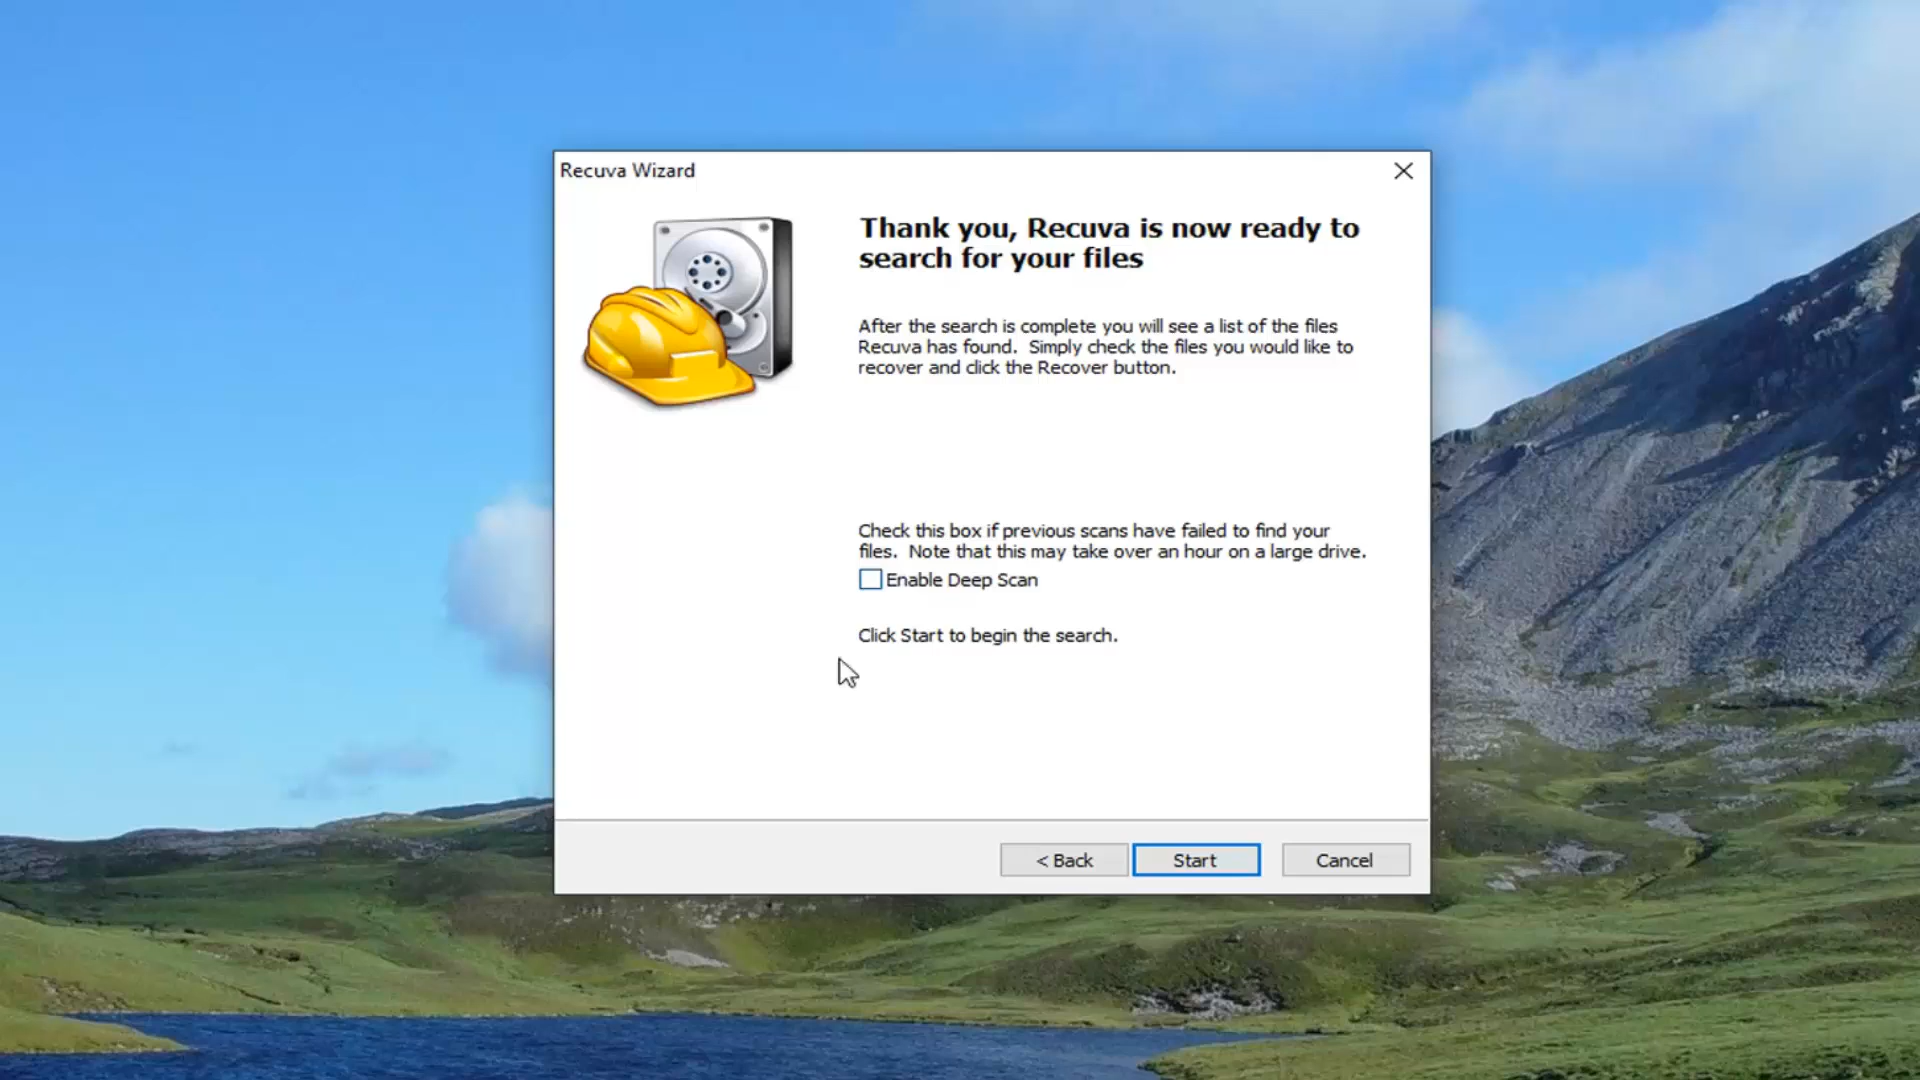 Recuva Wizard
Thank you, Recuva is now ready to
search for your files
After the search is complete you will see a list of the files
Recuva has found.  Simply check the files you would like to
recover and click the Recover button.
Check this box if previous scans have failed to find your
files.  Note that this may take over an hour on a large drive.
Enable Deep Scan
Click Start to begin the search.
< Back
Start
Cancel